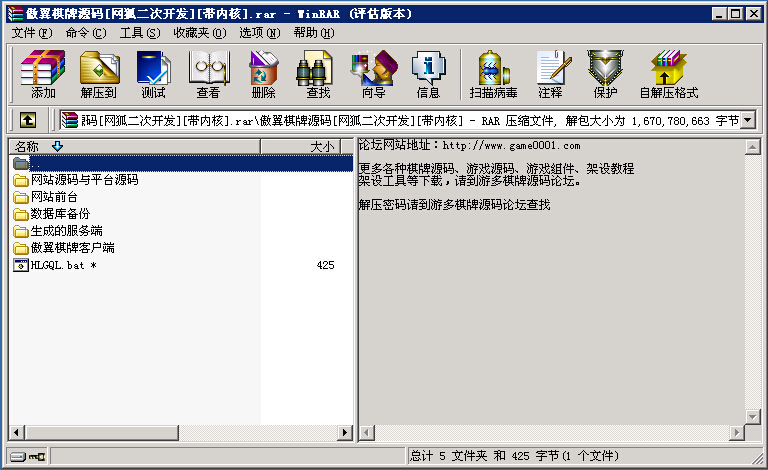 傲翼棋牌源码[网狐二次开发][带内核].rar - WinRAR (评估版本)
文件(F) 命令(C) 工具(S) 收藏夹(O) 选项(N) 帮助(H)
添加 解压到 测试 查看 删除 查找 向导 信息 扫描病毒 注释 保护 自解压格式
码[网狐二次开发][带内核].rar\傲翼棋牌源码[网狐二次开发][带内核] - RAR 压缩文件, 解包大小为 1,670,780,663 字节
名称 大小
..
网站源码与平台源码
网站前台
数据库备份
生成的服务端
傲翼棋牌客户端
HLGQL.bat * 425
论坛网站地址：http://www.game0001.com
更多各种棋牌源码、游戏源码、游戏组件、架设教程
架设工具等下载，请到游多棋牌源码论坛。
解压密码请到游多棋牌源码论坛查找
总计 5 文件夹 和 425 字节(1 个文件)